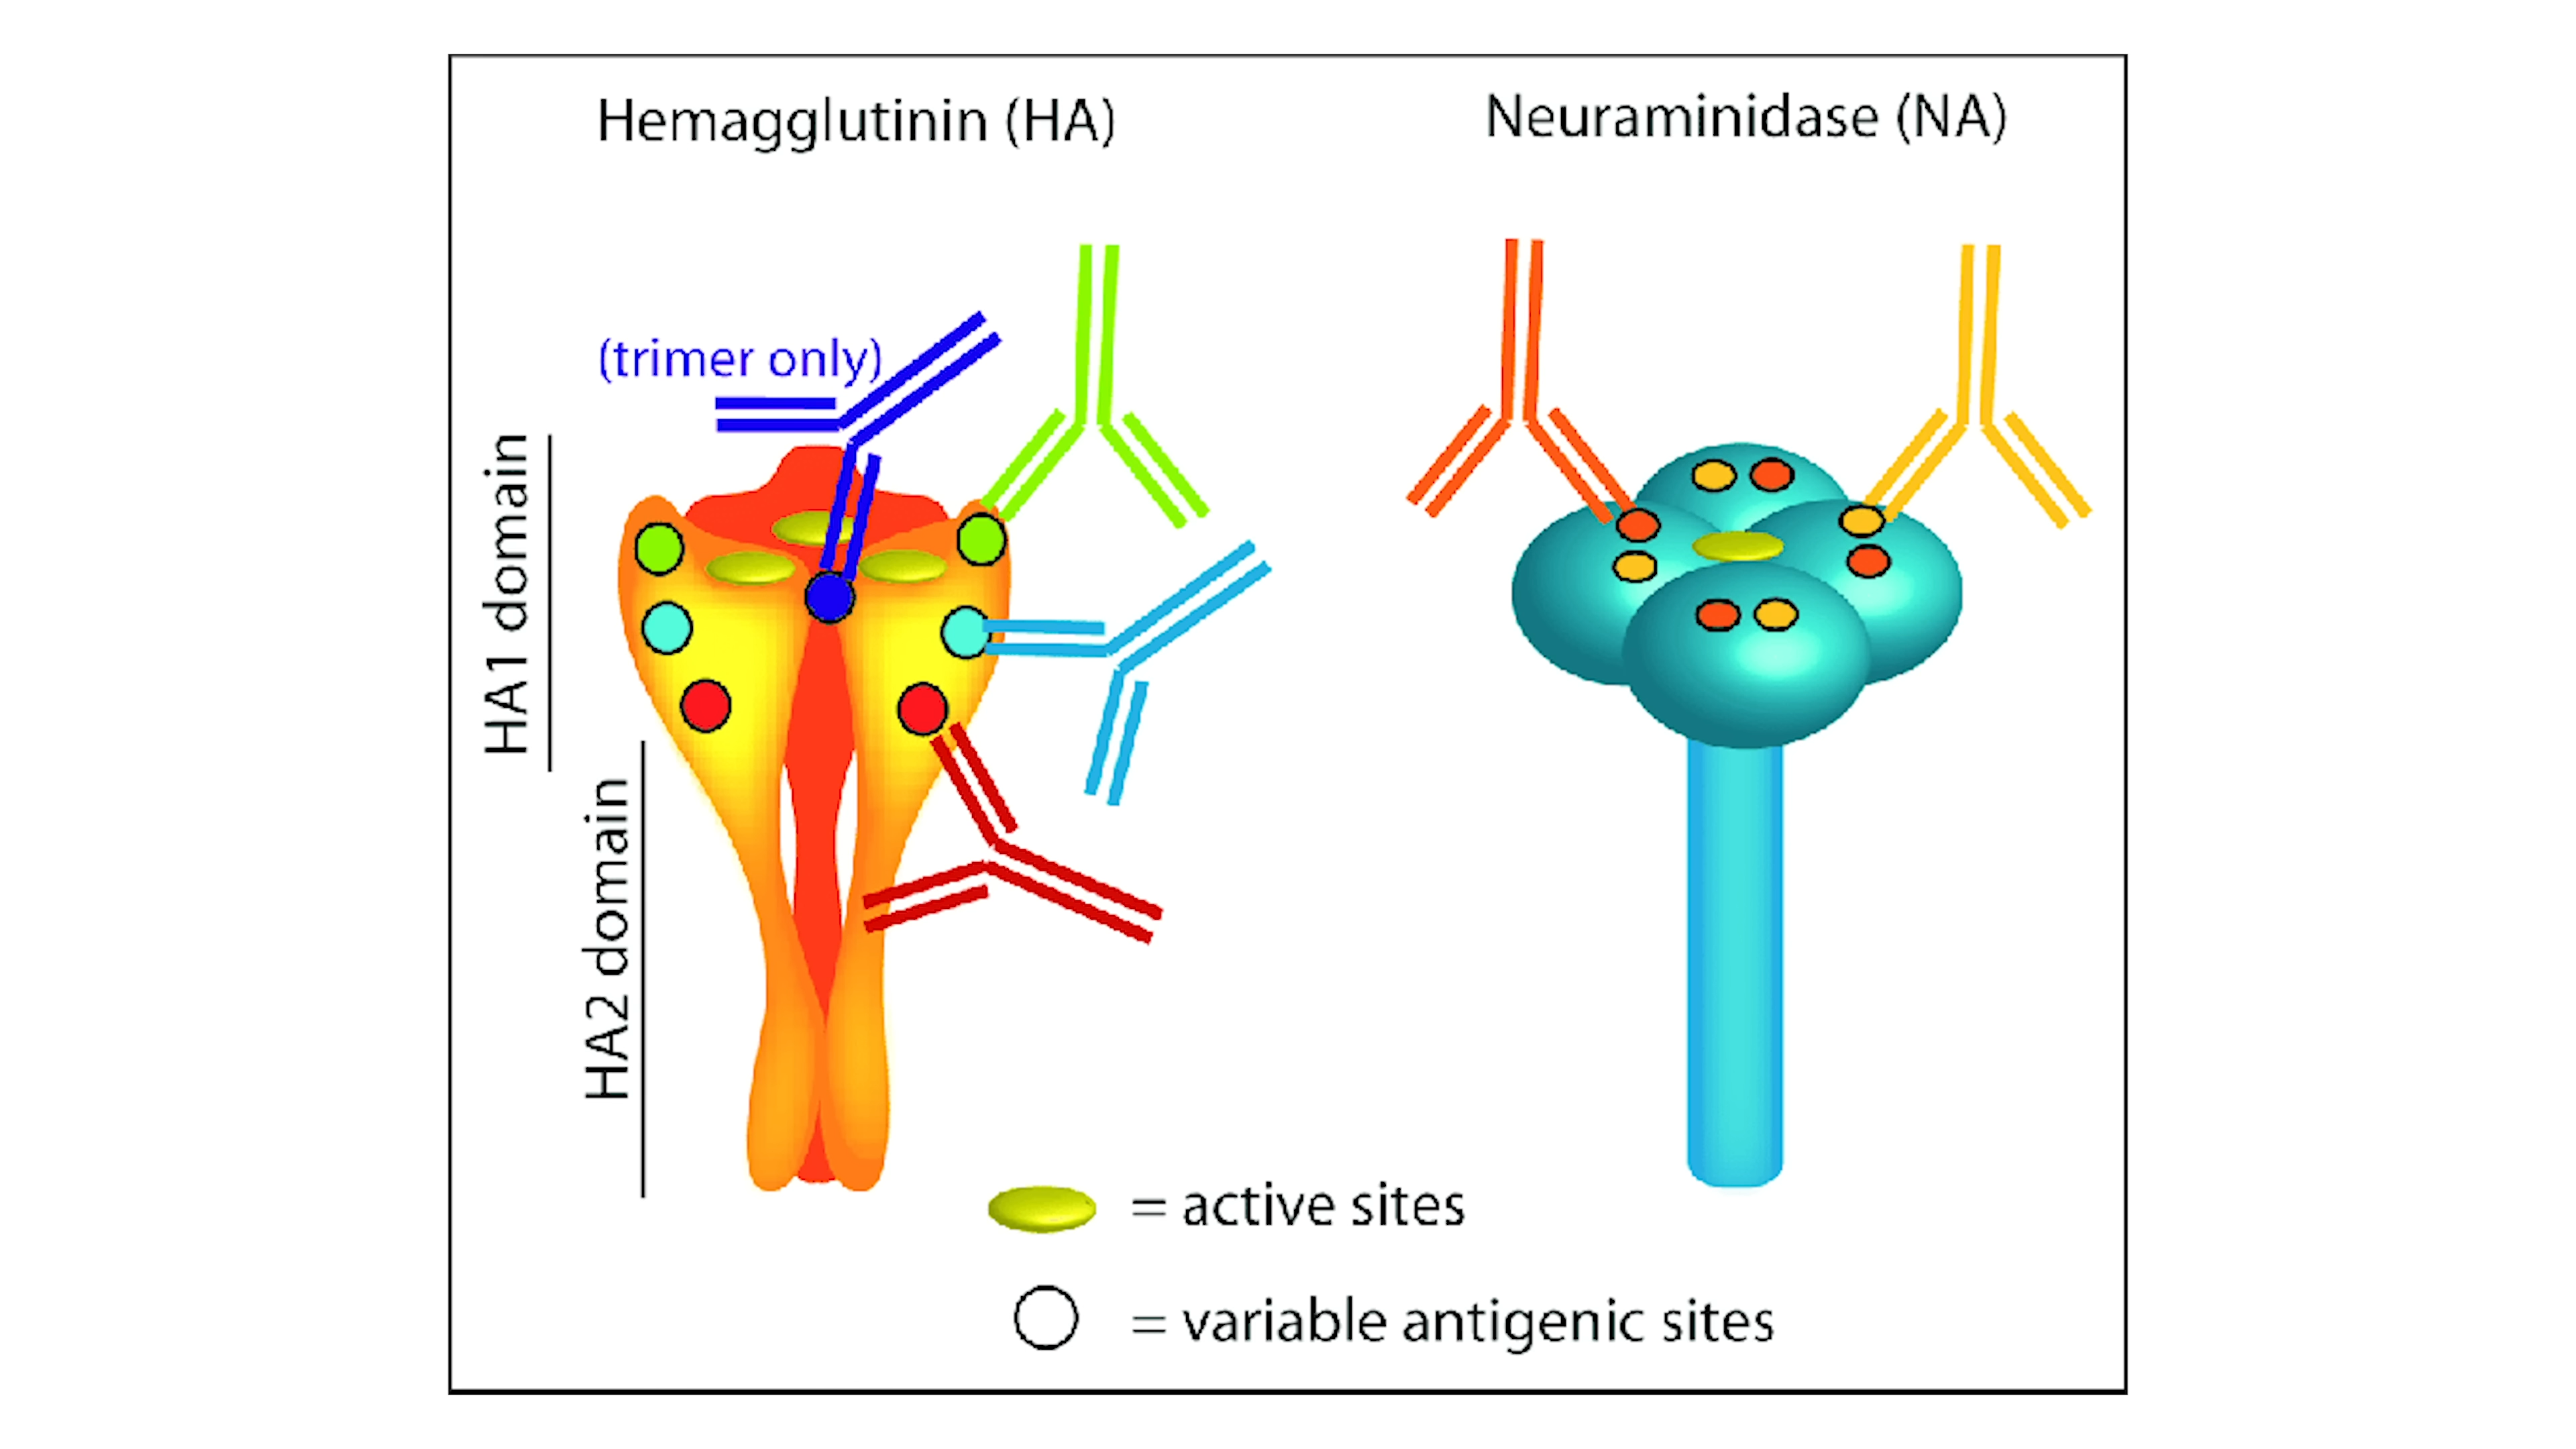 Hemagglutinin (HA)
Neuraminidase (NA)
(trimer only)
HA1 domain
HA2 domain
= active sites
= variable antigenic sites